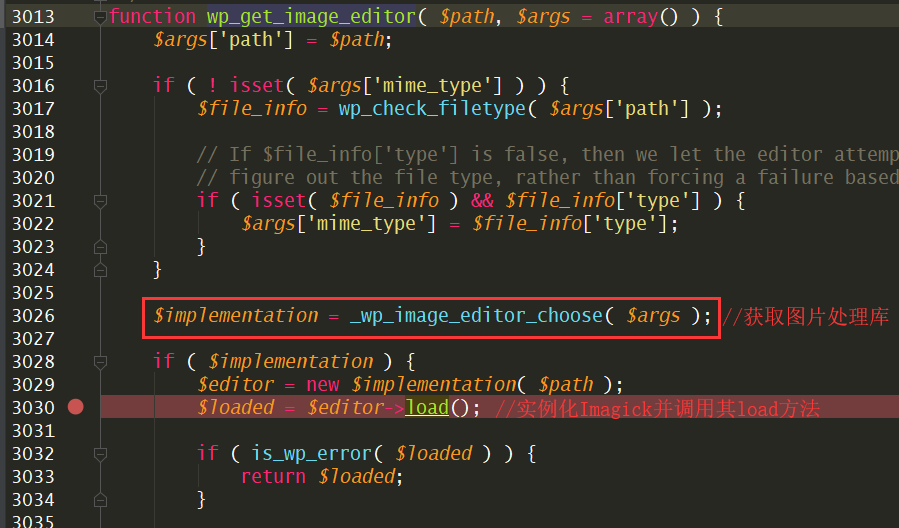 3013 function wp_get_image_editor( $path, $args = array() ) {
3014 $args['path'] = $path;
3015
3016 if ( ! isset( $args['mime_type'] ) ) {
3017 $file_info = wp_check_filetype( $args['path'] );
3018
3019 // If $file_info['type'] is false, then we let the editor attemp
3020 // figure out the file type, rather than forcing a failure based
3021 if ( isset( $file_info ) && $file_info['type'] ) {
3022 $args['mime_type'] = $file_info['type'];
3023 }
3024 }
3025
3026 $implementation = _wp_image_editor_choose( $args ); //获取图片处理库
3027
3028 if ( $implementation ) {
3029 $editor = new $implementation( $path );
3030 $loaded = $editor->load(); //实例化Imagick并调用其load方法
3031
3032 if ( is_wp_error( $loaded ) ) {
3033 return $loaded;
3034 }
3035